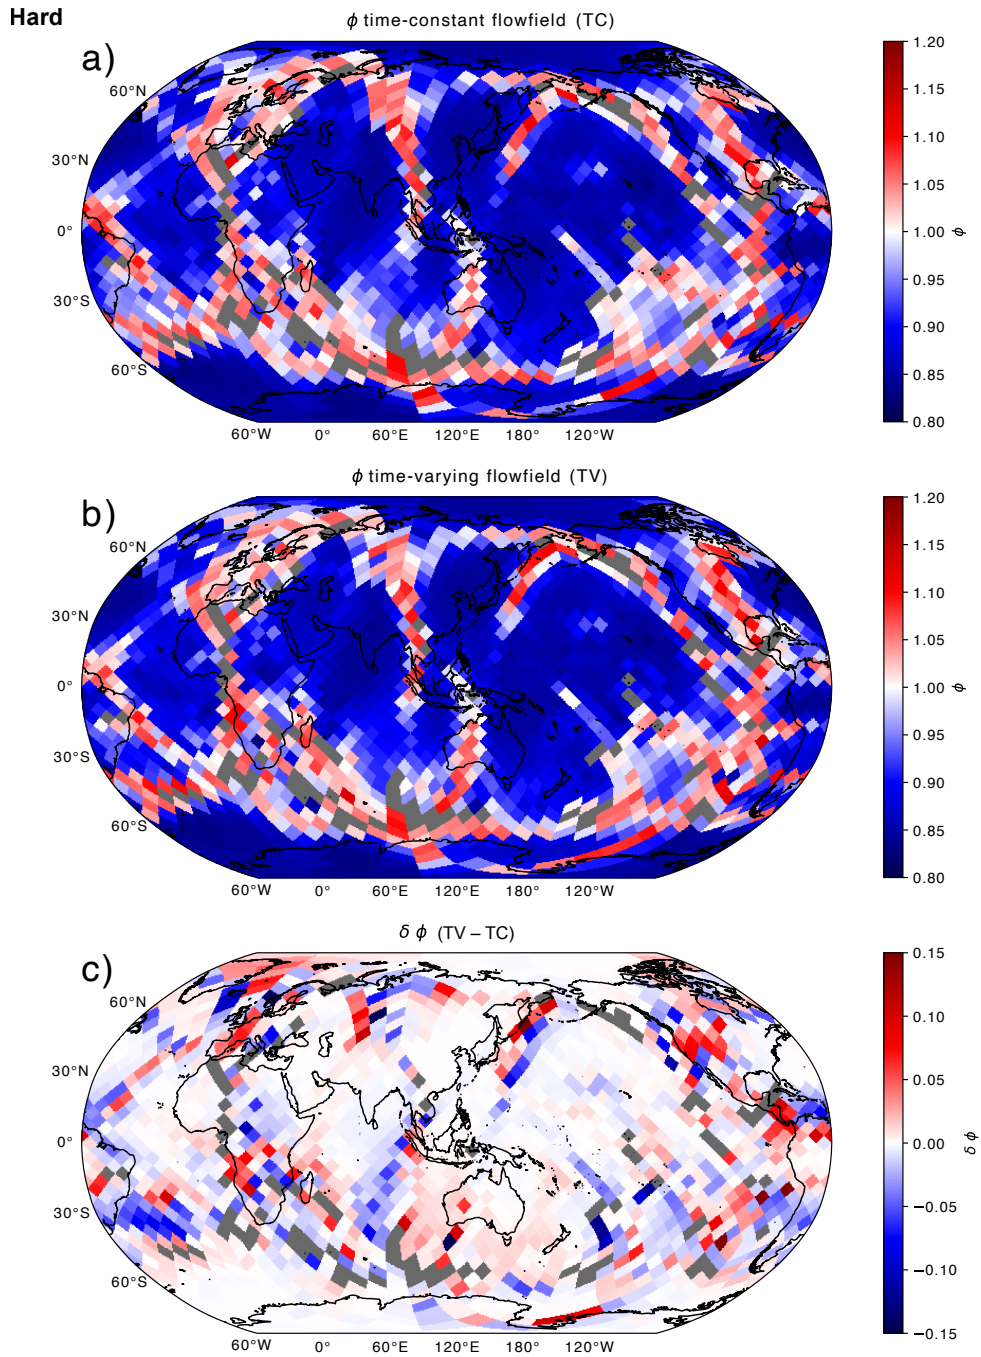 Hard
ϕ time-constant flowfield (TC)
a)
60°N
30°N
0°
30°S
60°S
60°W 0° 60°E 120°E 180° 120°W
1.20
1.15
1.10
1.05
1.00
0.95
0.90
0.85
0.80
ϕ
ϕ time-varying flowfield (TV)
b)
60°N
30°N
0°
30°S
60°S
60°W 0° 60°E 120°E 180° 120°W
1.20
1.15
1.10
1.05
1.00
0.95
0.90
0.85
0.80
ϕ
δ ϕ (TV – TC)
c)
60°N
30°N
0°
30°S
60°S
60°W 0° 60°E 120°E 180° 120°W
0.15
0.10
0.05
0.00
−0.05
−0.10
−0.15
δ ϕ